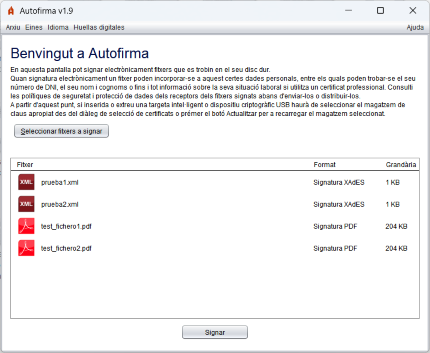 Autofirma v1.9
Arxiu Eines Idioma Huellas digitales Ajuda
Benvingut a Autofirma
En aquesta pantalla pot signar electrònicament fitxers que es trobin en el seu disc dur.
Quan signatura electrònicament un fitxer poden incorporar-se a aquest certes dades personals, entre els quals poden trobar-se el seu
número de DNI, el seu nom i cognoms o fins i tot informació sobre la seva situació laboral si utilitza un certificat professional. Consulti
les polítiques de seguretat i protecció de dades dels receptors dels fitxers signats abans d'enviar-los o distribuir-los.
A partir d'aquest punt, si inserida o extreu una targeta intel·ligent o dispositiu criptogràfic USB haurà de seleccionar el magatzem de
claus apropiat des del diàleg de selecció de certificats o prémer el botó Actualitzar per a recarregar el magatzem seleccionat.
Seleccionar fitxers a signar
Fitxer Format Grandària
XML prueba1.xml Signatura XAdES 1 KB
XML prueba2.xml Signatura XAdES 1 KB
test_fichero1.pdf Signatura PDF 204 KB
test_fichero2.pdf Signatura PDF 204 KB
Signar